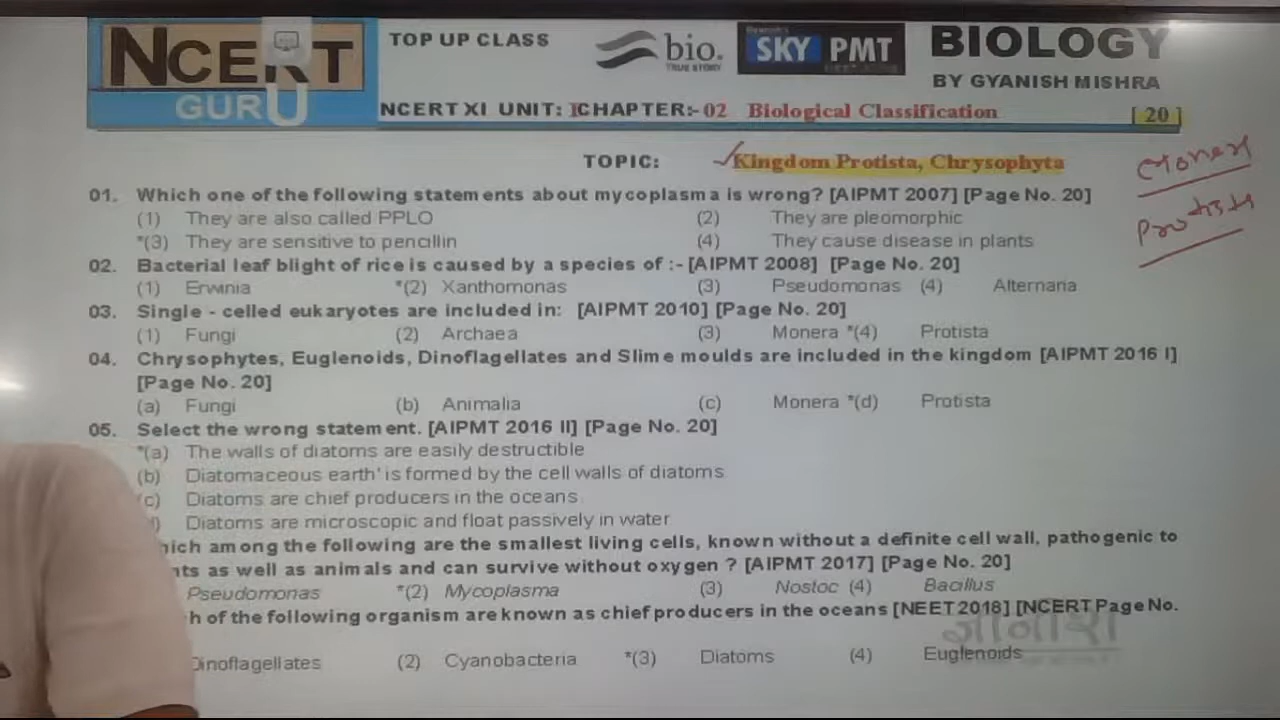 NCERT
GURU
TOP UP CLASS
bio.
TRUE STORY
SKY PMT
BIOLOGY
BY GYANISH MISHRA
NCERT XI UNIT: I CHAPTER:-02 Biological Classification [ 20 ]
TOPIC: Kingdom Protista, Chrysophyta
Monera
Protista
01. Which one of the following statements about mycoplasma is wrong? [AIPMT 2007] [Page No. 20]
(1) They are also called PPLO (2) They are pleomorphic
*(3) They are sensitive to pencillin (4) They cause disease in plants
02. Bacterial leaf blight of rice is caused by a species of :- [AIPMT 2008] [Page No. 20]
(1) Erwinia *(2) Xanthomonas (3) Pseudomonas (4) Alternaria
03. Single - celled eukaryotes are included in: [AIPMT 2010] [Page No. 20]
(1) Fungi (2) Archaea (3) Monera *(4) Protista
04. Chrysophytes, Euglenoids, Dinoflagellates and Slime moulds are included in the kingdom [AIPMT 2016 I]
[Page No. 20]
(a) Fungi (b) Animalia (c) Monera *(d) Protista
05. Select the wrong statement. [AIPMT 2016 II] [Page No. 20]
*(a) The walls of diatoms are easily destructible
(b) Diatomaceous earth' is formed by the cell walls of diatoms
(c) Diatoms are chief producers in the oceans
) Diatoms are microscopic and float passively in water
hich among the following are the smallest living cells, known without a definite cell wall, pathogenic to
nts as well as animals and can survive without oxygen ? [AIPMT 2017] [Page No. 20]
Pseudomonas *(2) Mycoplasma (3) Nostoc (4) Bacillus
h of the following organism are known as chief producers in the oceans [NEET 2018] [NCERT Page No.
Dinoflagellates (2) Cyanobacteria *(3) Diatoms (4) Euglenoids